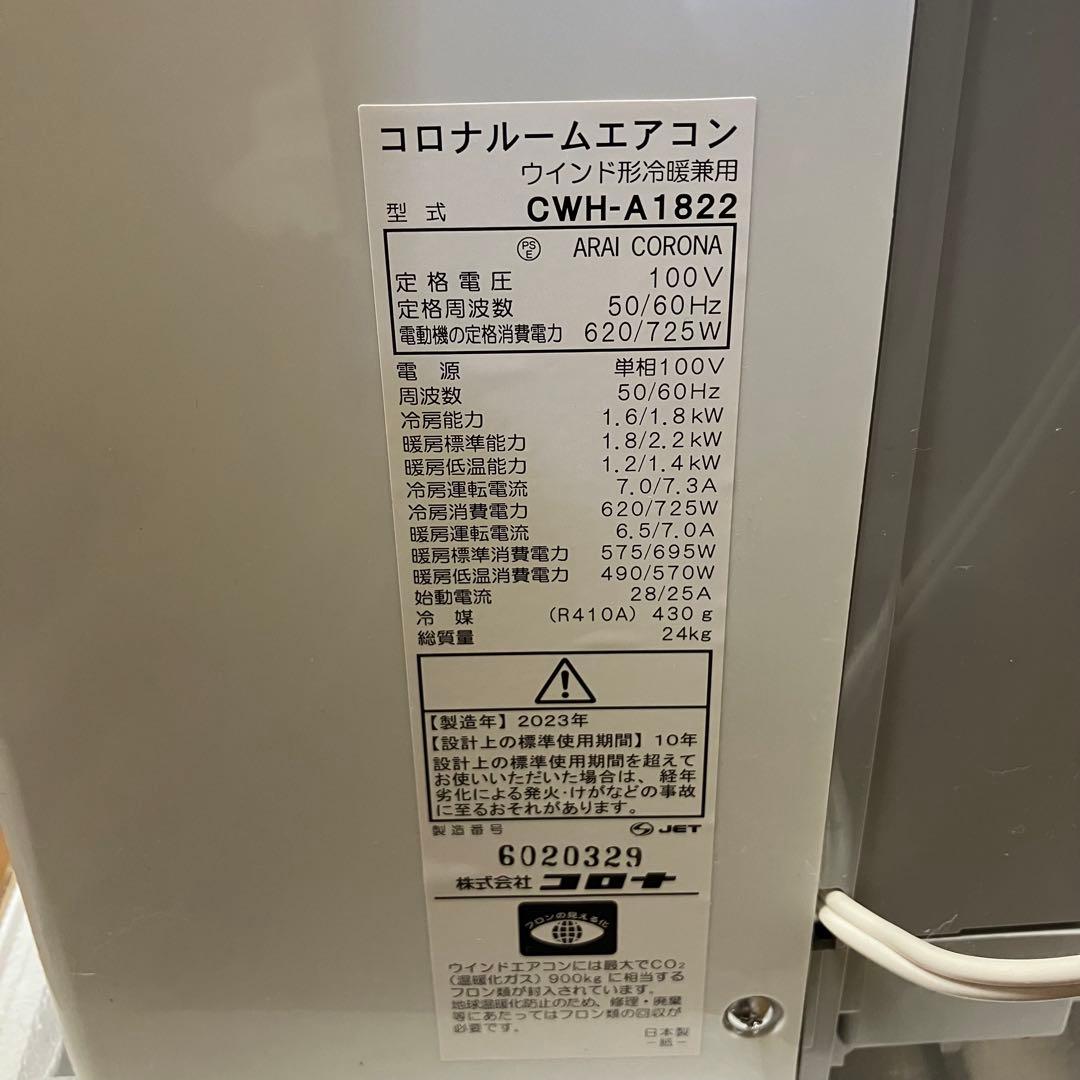 コロナルームエアコン
ウインド形冷暖兼用
型式 CWH-A1822
PSE ARAI CORONA
定格電圧 100V
定格周波数 50/60Hz
電動機の定格消費電力 620/725W
電源 単相100V
周波数 50/60Hz
冷房能力 1.6/1.8kW
暖房標準能力 1.8/2.2kW
暖房低温能力 1.2/1.4kW
冷房運転電流 7.0/7.3A
冷房消費電力 620/725W
暖房運転電流 6.5/7.0A
暖房標準消費電力 575/695W
暖房低温消費電力 490/570W
始動電流 28/25A
冷媒 (R410A) 430g
総質量 24kg
【製造年】2023年
【設計上の標準使用期間】10年
設計上の標準使用期間を超えて
お使いいただいた場合は、経年
劣化による発火・けがなどの事故
に至るおそれがあります。
製造番号 JET
6020329
株式会社 コロナ
フロンの見える化
ウインドエアコンには最大でCO₂
(温暖化ガス)900kgに相当する
フロン類が封入されています。
地球温暖化防止のため、修理・廃棄
等にあたってはフロン類の回収が
必要です。
日本製
-紙-